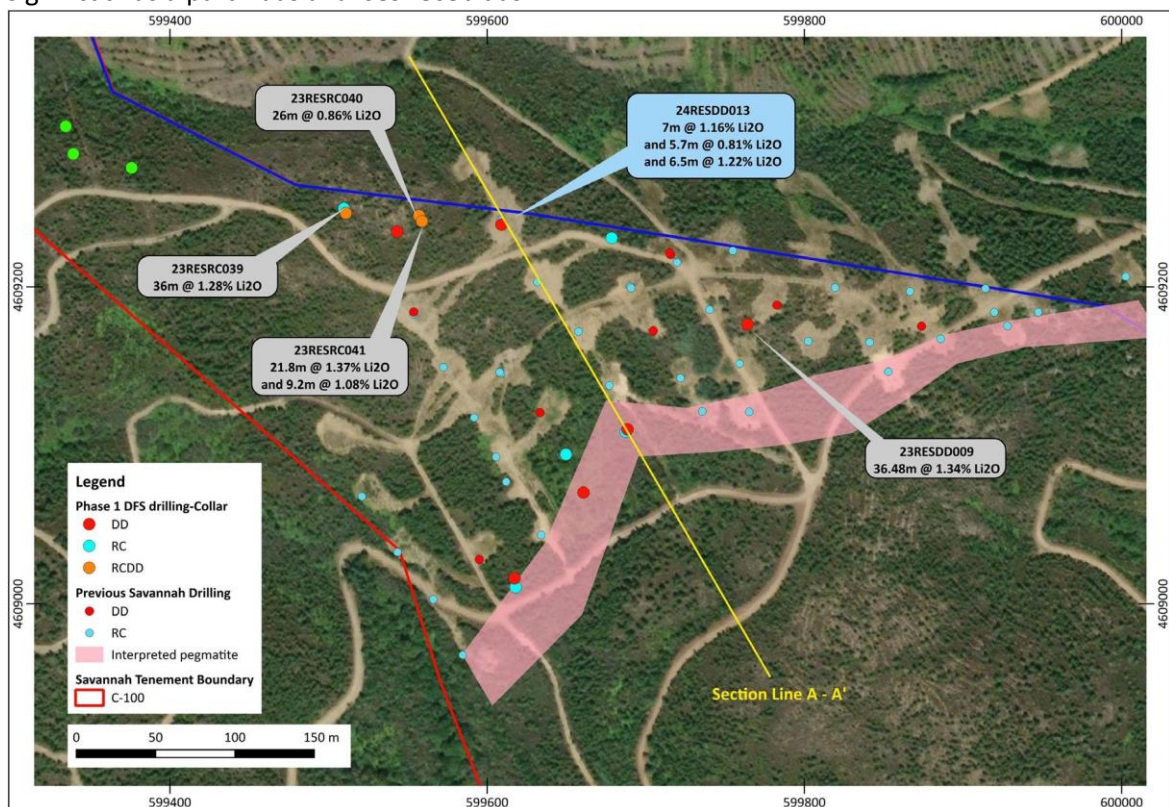 599400
599600
599800
600000
23RESRC040
26m @ 0.86% Li2O
24RESDD013
7m @ 1.16% Li2O
and 5.7m @ 0.81% Li2O
and 6.5m @ 1.22% Li2O
4609200
4609200
23RESRC039
36m @ 1.28% Li2O
23RESRC041
21.8m @ 1.37% Li2O
and 9.2m @ 1.08% Li2O
23RESDD009
36.48m @ 1.34% Li2O
Legend
Phase 1 DFS drilling-Collar
DD
RC
RCDD
Previous Savannah Drilling
DD
RC
Interpreted pegmatite
Savannah Tenement Boundary
C-100
4609000
4609000
Section Line A - A'
0 50 100 150 m
599400
599600
599800
600000